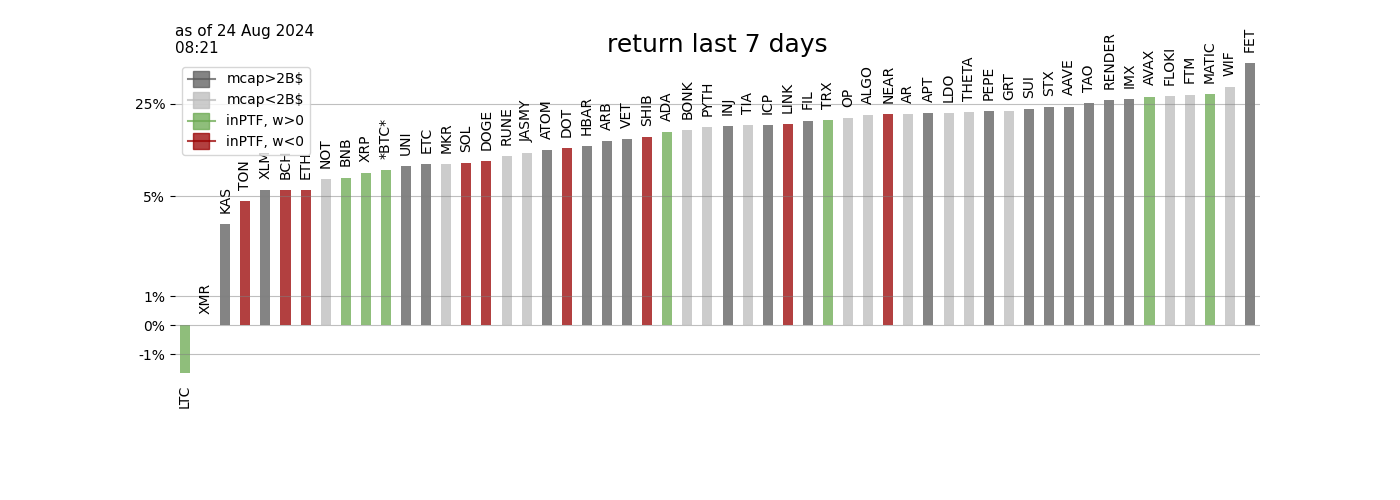 as of 24 Aug 2024
08:21
return last 7 days
mcap>2B$
mcap<2B$
inPTF, w>0
inPTF, w<0
25%
5%
1%
0%
-1%
LTC
XMR
KAS
TON
XLM
BCH
ETH
NOT
BNB
XRP
*BTC*
UNI
ETC
MKR
SOL
DOGE
RUNE
JASMY
ATOM
DOT
HBAR
ARB
VET
SHIB
ADA
BONK
PYTH
INJ
TIA
ICP
LINK
FIL
TRX
OP
ALGO
NEAR
AR
APT
LDO
THETA
PEPE
GRT
SUI
STX
AAVE
TAO
RENDER
IMX
AVAX
FLOKI
FTM
MATIC
WIF
FET